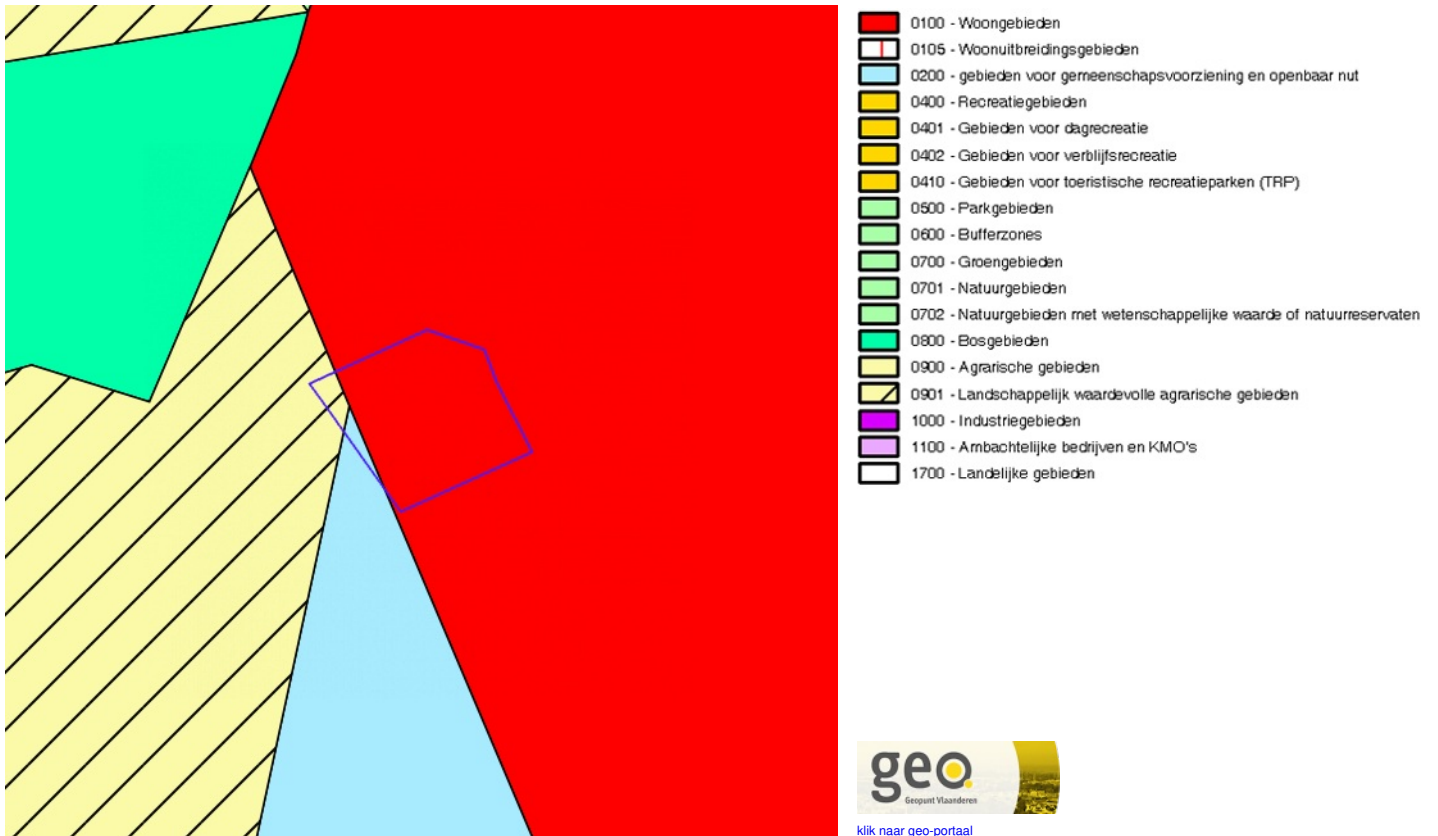 0100 - Woongebieden
0105 - Woonuitbreidingsgebieden
0200 - gebieden voor gemeenschapsvoorziening en openbaar nut
0400 - Recreatiegebieden
0401 - Gebieden voor dagrecreatie
0402 - Gebieden voor verblijfsrecreatie
0410 - Gebieden voor toeristische recreatieparken (TRP)
0500 - Parkgebieden
0600 - Bufferzones
0700 - Groengebieden
0701 - Natuurgebieden
0702 - Natuurgebieden met wetenschappelijke waarde of natuurreservaten
0800 - Bosgebieden
0900 - Agrarische gebieden
0901 - Landschappelijk waardevolle agrarische gebieden
1000 - Industriegebieden
1100 - Ambachtelijke bedrijven en KMO's
1700 - Landelijke gebieden
geo
Geopunt Vlaanderen
klik naar geo-portaal